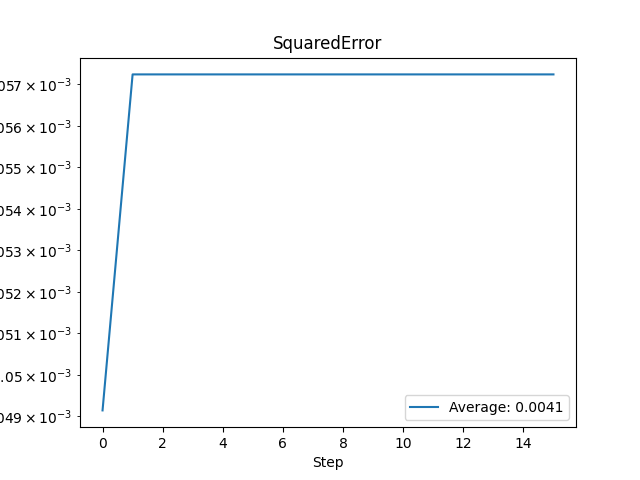 SquaredError
057 × 10⁻³
056 × 10⁻³
055 × 10⁻³
054 × 10⁻³
053 × 10⁻³
052 × 10⁻³
051 × 10⁻³
.05 × 10⁻³
049 × 10⁻³
Average: 0.0041
0 2 4 6 8 10 12 14
Step